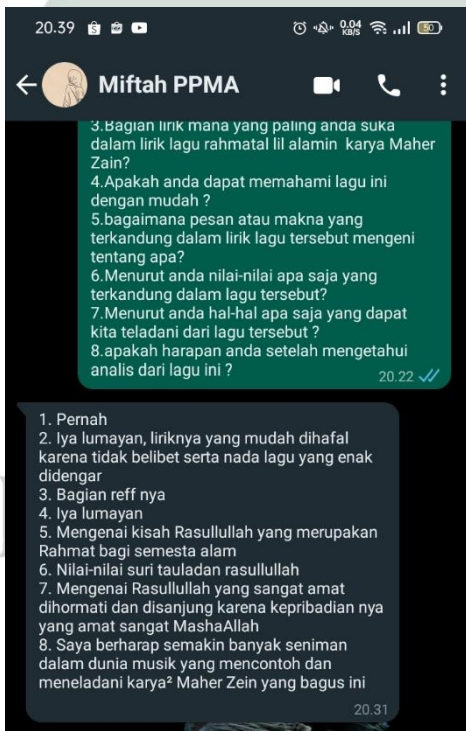 20.39
0.04
KB/S
50
Miftah PPMA
3.Bagian lirik mana yang paling anda suka
dalam lirik lagu rahmatal lil alamin karya Maher
Zain?
4.Apakah anda dapat memahami lagu ini
dengan mudah ?
5.bagaimana pesan atau makna yang
terkandung dalam lirik lagu tersebut mengeni
tentang apa?
6.Menurut anda nilai-nilai apa saja yang
terkandung dalam lagu tersebut?
7.Menurut anda hal-hal apa saja yang dapat
kita teladani dari lagu tersebut ?
8.apakah harapan anda setelah mengetahui
analis dari lagu ini ?
20.22
1. Pernah
2. Iya lumayan, liriknya yang mudah dihafal
karena tidak belibet serta nada lagu yang enak
didengar
3. Bagian reff nya
4. Iya lumayan
5. Mengenai kisah Rasullullah yang merupakan
Rahmat bagi semesta alam
6. Nilai-nilai suri tauladan rasullullah
7. Mengenai Rasullullah yang sangat amat
dihormati dan disanjung karena kepribadian nya
yang amat sangat MashaAllah
8. Saya berharap semakin banyak seniman
dalam dunia musik yang mencontoh dan
meneladani karya² Maher Zein yang bagus ini
20.31